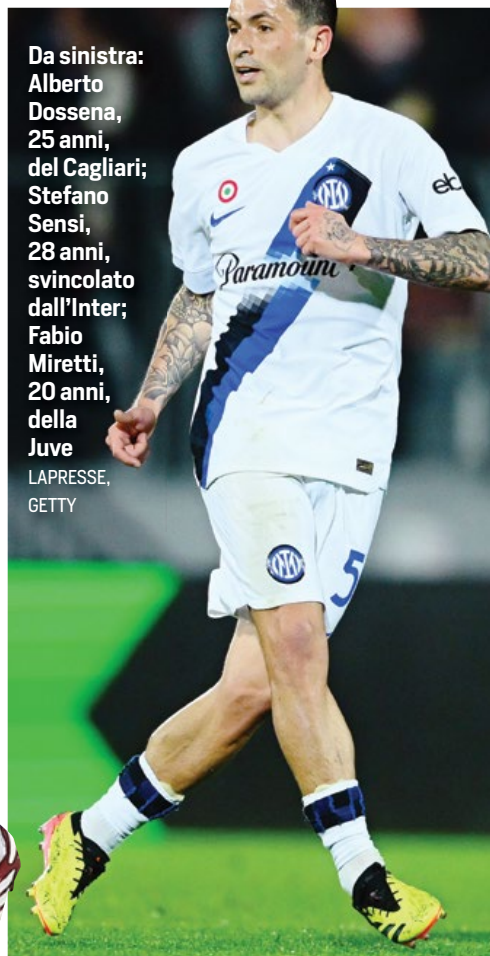 Da sinistra:
Alberto
Dossena,
25 anni,
del Cagliari;
Stefano
Sensi,
28 anni,
svincolato
dall'Inter;
Fabio
Miretti,
20 anni,
della
Juve
LAPRESSE,
GETTY
eb
Paramount
5